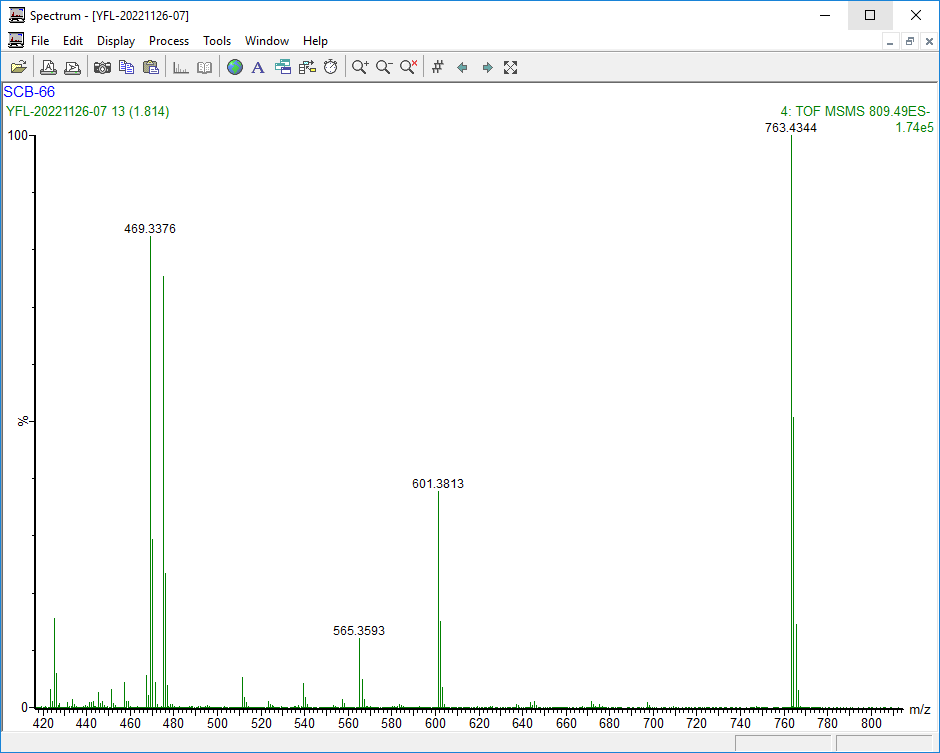 Spectrum - [YFL-20221126-07]
File Edit Display Process Tools Window Help
SCB-66
YFL-20221126-07 13 (1.814)
4: TOF MSMS 809.49ES-
1.74e5
763.4344
100
469.3376
%
601.3813
565.3593
0
420 440 460 480 500 520 540 560 580 600 620 640 660 680 700 720 740 760 780 800 m/z